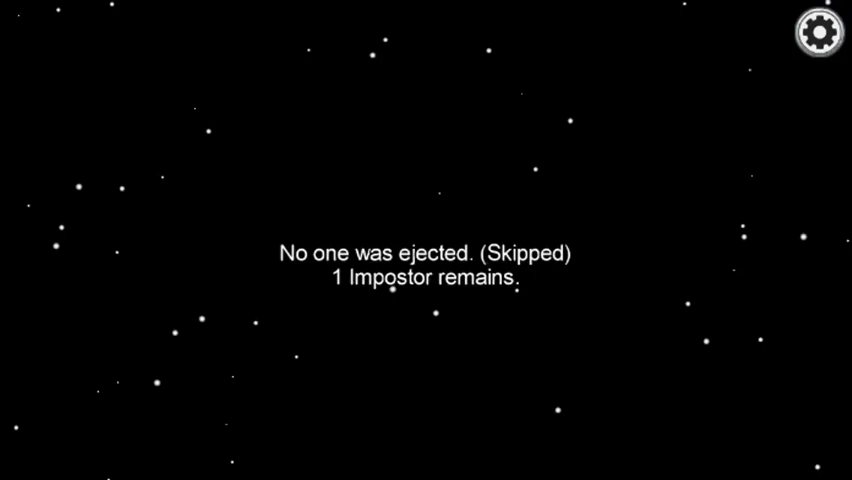 No one was ejected. (Skipped)
1 Impostor remains.